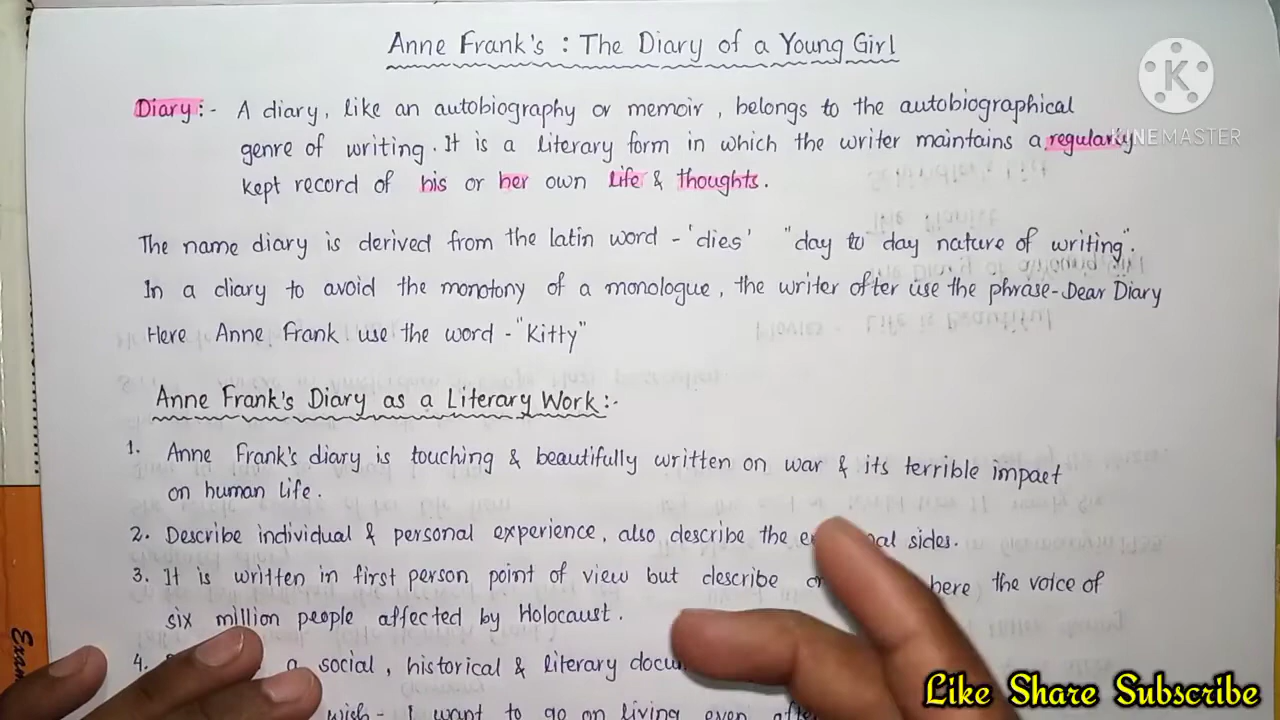 Anne Frank's : The Diary of a Young Girl
K
KINEMASTER
Diary :- A diary, like an autobiography or memoir, belongs to the autobiographical
genre of writing. It is a literary form in which the writer maintains a regularly
kept record of his or her own life & thoughts.
The name diary is derived from the latin word - 'dies' "day to day nature of writing".
In a diary to avoid the monotony of a monologue, the writer ofter use the phrase - Dear Diary
Here Anne Frank use the word - "Kitty"
Anne Frank's Diary as a Literary Work :-
1. Anne Frank's diary is touching & beautifully written on war & its terrible impact
on human life.
2. Describe individual & personal experience, also describe the sides.
3. It is written in first person point of view but describe here the voice of
six million people affected by Holocaust.
4. a social, historical & literary
wish - I want to go on living even
Exam
Like Share Subscribe